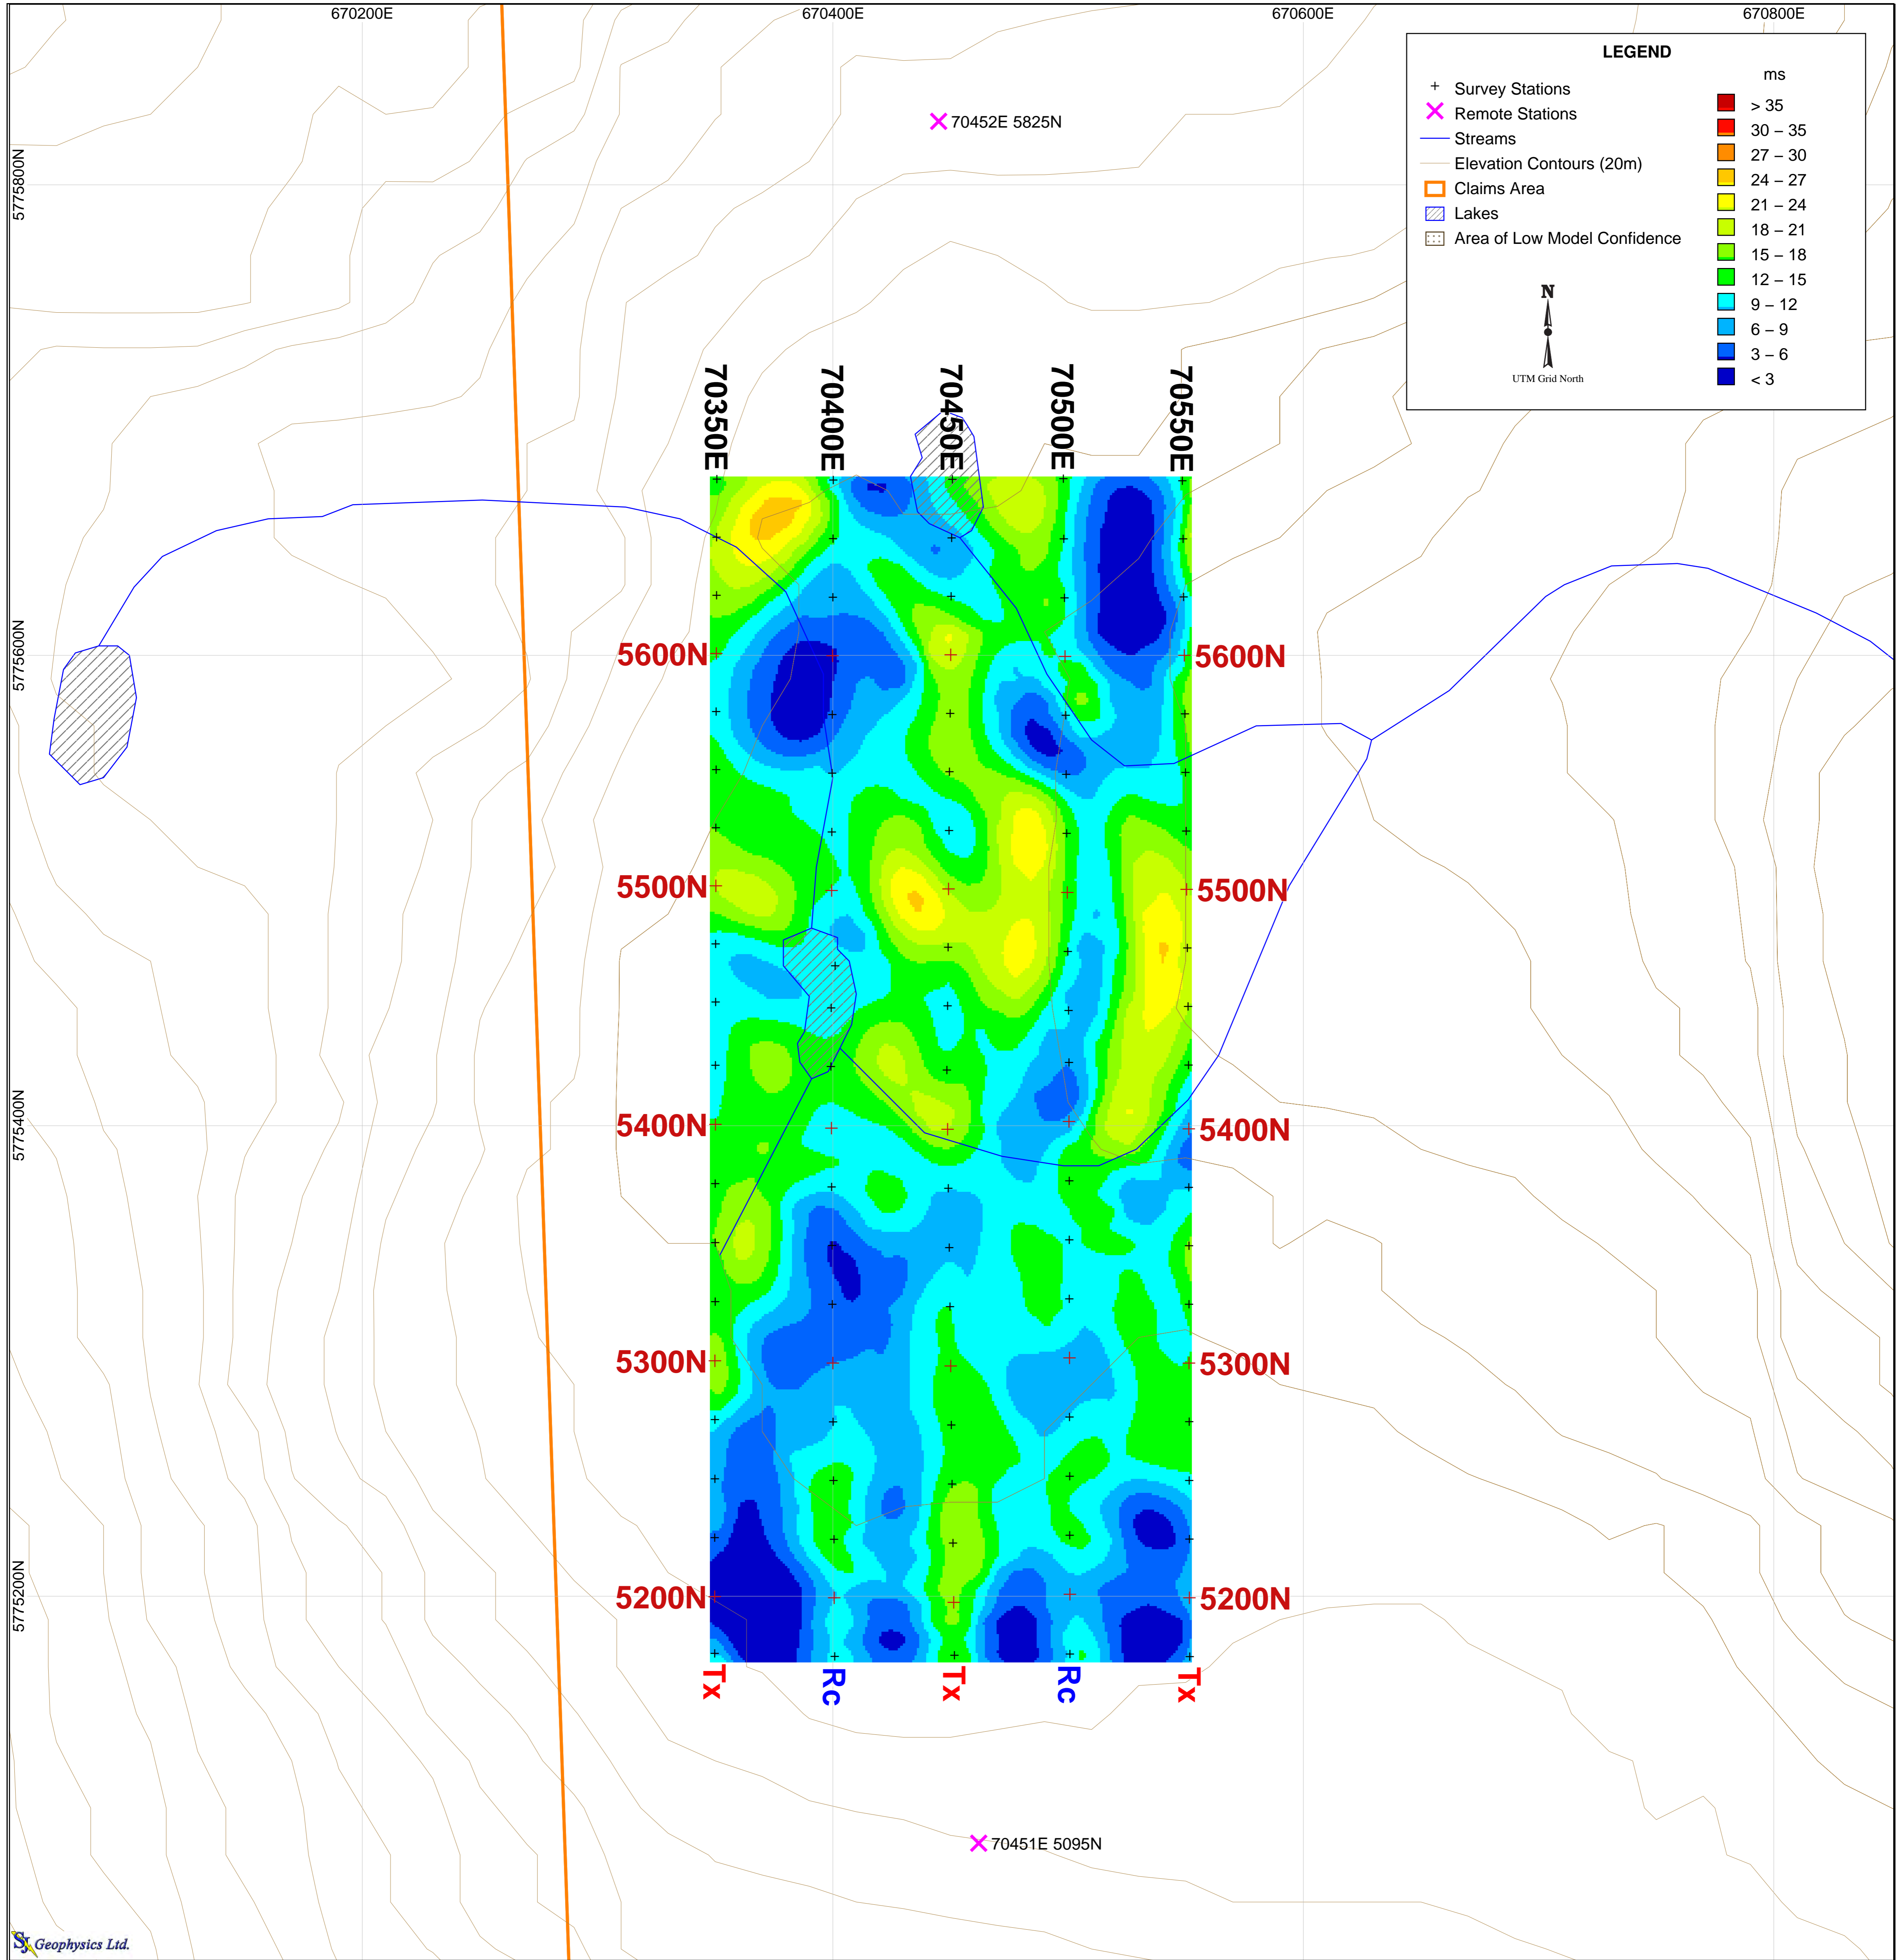 670200E 670400E 670600E 670800E
LEGEND
ms
Survey Stations
Remote Stations
Streams
Elevation Contours (20m)
Claims Area
Lakes
Area of Low Model Confidence
> 35
30 – 35
27 – 30
24 – 27
21 – 24
18 – 21
15 – 18
12 – 15
9 – 12
6 – 9
3 – 6
< 3
N
UTM Grid North
70452E 5825N
5775800N
70350E 70400E 70450E 70500E 70550E
5775600N
5600N 5600N
5500N 5500N
5775400N
5400N 5400N
5300N 5300N
5775200N
5200N 5200N
Tx Rc Tx Rc Tx
70451E 5095N
SJ Geophysics Ltd.